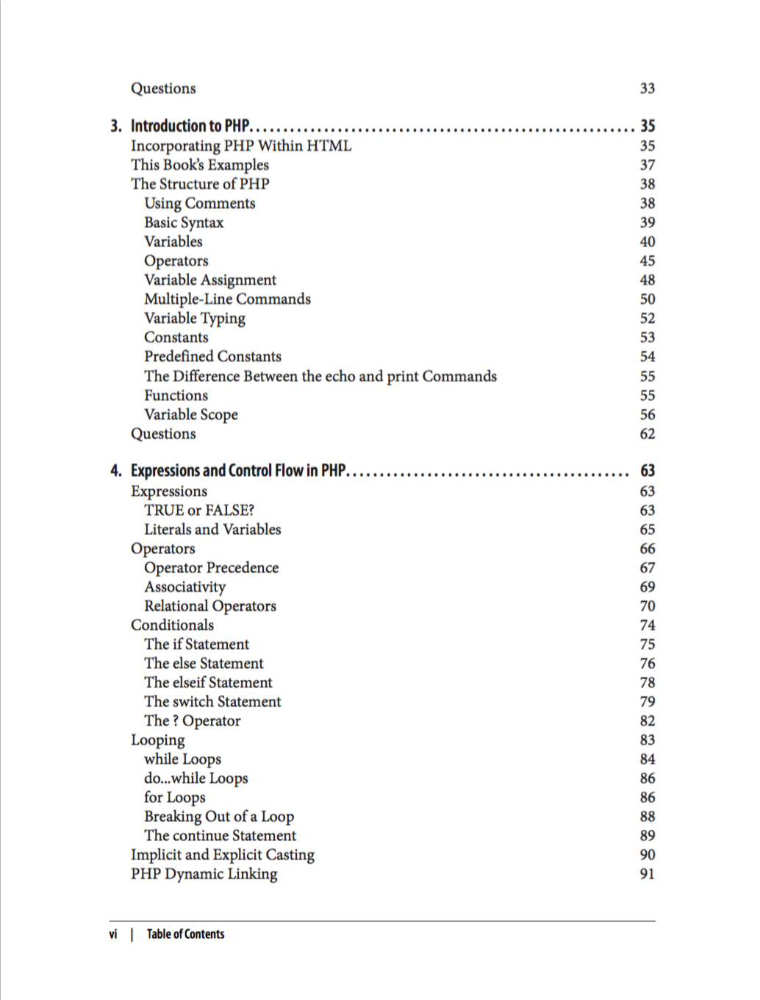 Questions 33
3. Introduction to PHP. . . . . . . . . . . . . . . . . . . . . . . . . . . . . . . . . . . . . . . . . . . . . . . . . . . . . . . . . 35
Incorporating PHP Within HTML 35
This Book’s Examples 37
The Structure of PHP 38
Using Comments 38
Basic Syntax 39
Variables 40
Operators 45
Variable Assignment 48
Multiple-Line Commands 50
Variable Typing 52
Constants 53
Predefined Constants 54
The Difference Between the echo and print Commands 55
Functions 55
Variable Scope 56
Questions 62
4. Expressions and Control Flow in PHP. . . . . . . . . . . . . . . . . . . . . . . . . . . . . . . . . . . . . . . . . . 63
Expressions 63
TRUE or FALSE? 63
Literals and Variables 65
Operators 66
Operator Precedence 67
Associativity 69
Relational Operators 70
Conditionals 74
The if Statement 75
The else Statement 76
The elseif Statement 78
The switch Statement 79
The ? Operator 82
Looping 83
while Loops 84
do...while Loops 86
for Loops 86
Breaking Out of a Loop 88
The continue Statement 89
Implicit and Explicit Casting 90
PHP Dynamic Linking 91
vi | Table of Contents